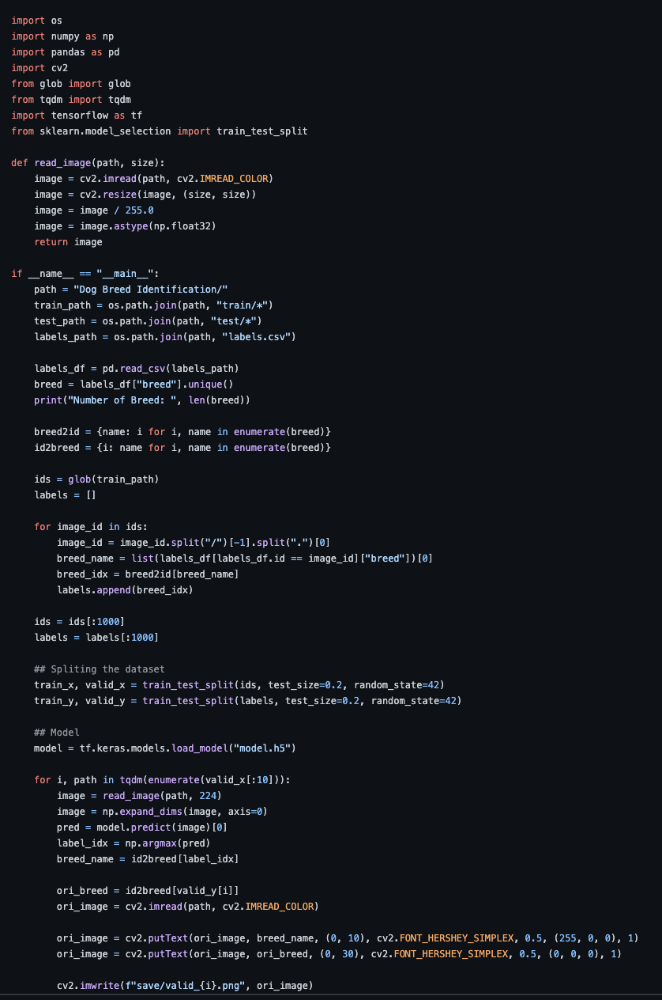 import os
import numpy as np
import pandas as pd
import cv2
from glob import glob
from tqdm import tqdm
import tensorflow as tf
from sklearn.model_selection import train_test_split

def read_image(path, size):
    image = cv2.imread(path, cv2.IMREAD_COLOR)
    image = cv2.resize(image, (size, size))
    image = image / 255.0
    image = image.astype(np.float32)
    return image

if __name__ == "__main__":
    path = "Dog Breed Identification/"
    train_path = os.path.join(path, "train/*")
    test_path = os.path.join(path, "test/*")
    labels_path = os.path.join(path, "labels.csv")

    labels_df = pd.read_csv(labels_path)
    breed = labels_df["breed"].unique()
    print("Number of Breed: ", len(breed))

    breed2id = {name: i for i, name in enumerate(breed)}
    id2breed = {i: name for i, name in enumerate(breed)}

    ids = glob(train_path)
    labels = []

    for image_id in ids:
        image_id = image_id.split("/")[-1].split(".")[0]
        breed_name = list(labels_df[labels_df.id == image_id]["breed"])[0]
        breed_idx = breed2id[breed_name]
        labels.append(breed_idx)

    ids = ids[:1000]
    labels = labels[:1000]

    ## Spliting the dataset
    train_x, valid_x = train_test_split(ids, test_size=0.2, random_state=42)
    train_y, valid_y = train_test_split(labels, test_size=0.2, random_state=42)

    ## Model
    model = tf.keras.models.load_model("model.h5")

    for i, path in tqdm(enumerate(valid_x[:10])):
        image = read_image(path, 224)
        image = np.expand_dims(image, axis=0)
        pred = model.predict(image)[0]
        label_idx = np.argmax(pred)
        breed_name = id2breed[label_idx]

        ori_breed = id2breed[valid_y[i]]
        ori_image = cv2.imread(path, cv2.IMREAD_COLOR)

        ori_image = cv2.putText(ori_image, breed_name, (0, 10), cv2.FONT_HERSHEY_SIMPLEX, 0.5, (255, 0, 0), 1)
        ori_image = cv2.putText(ori_image, ori_breed, (0, 30), cv2.FONT_HERSHEY_SIMPLEX, 0.5, (0, 0, 0), 1)

        cv2.imwrite(f"save/valid_{i}.png", ori_image)